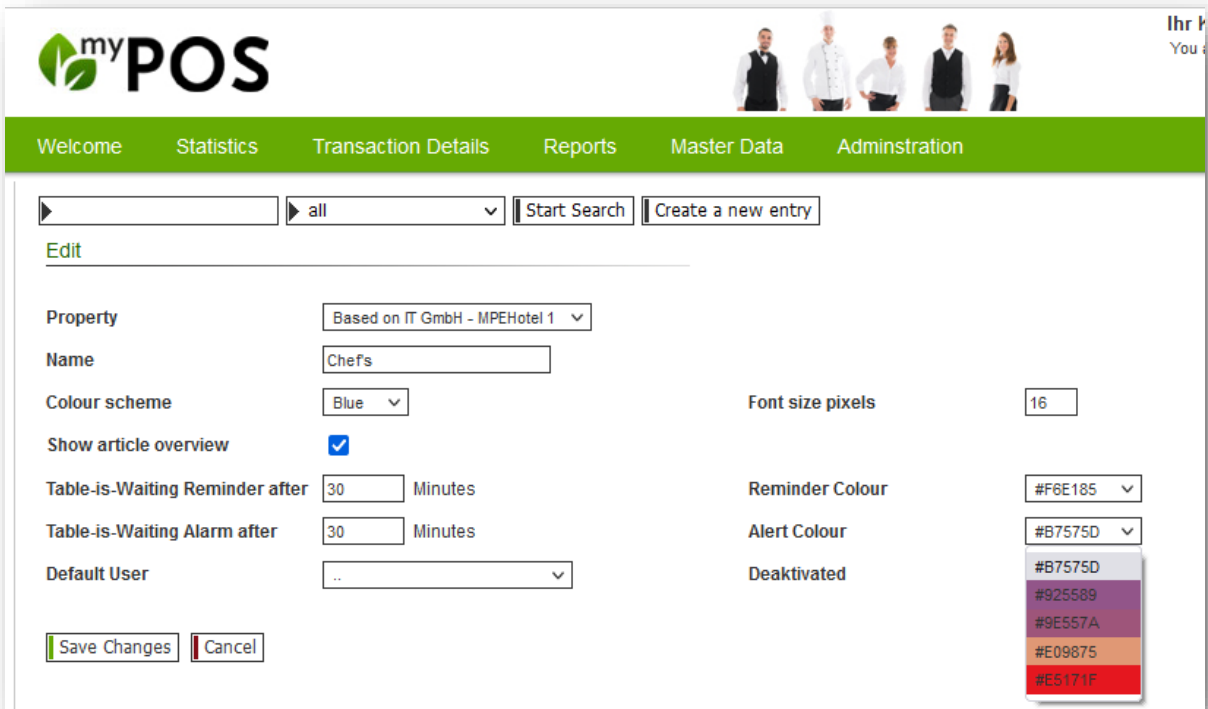 myPOS
Ihr K
You a
Welcome Statistics Transaction Details Reports Master Data Adminstration
all Start Search Create a new entry
Edit
Property Based on IT GmbH - MPEHotel 1
Name Chef's
Colour scheme Blue Font size pixels 16
Show article overview
Table-is-Waiting Reminder after 30 Minutes Reminder Colour #F6E185
Table-is-Waiting Alarm after 30 Minutes Alert Colour #B7575D
Default User .. Deaktivated
#B7575D
#925589
#9E557A
#E09875
#E5171F
Save Changes Cancel